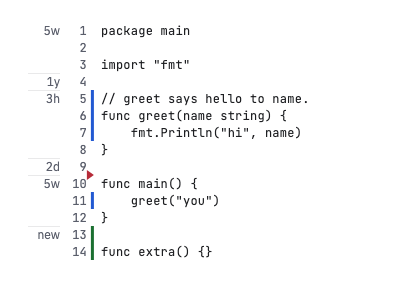 5w 1 package main
2
3 import "fmt"
1y 4
3h 5 // greet says hello to name.
6 func greet(name string) {
7 fmt.Println("hi", name)
8 }
2d 9
5w 10 func main() {
11 greet("you")
12 }
new 13
14 func extra() {}